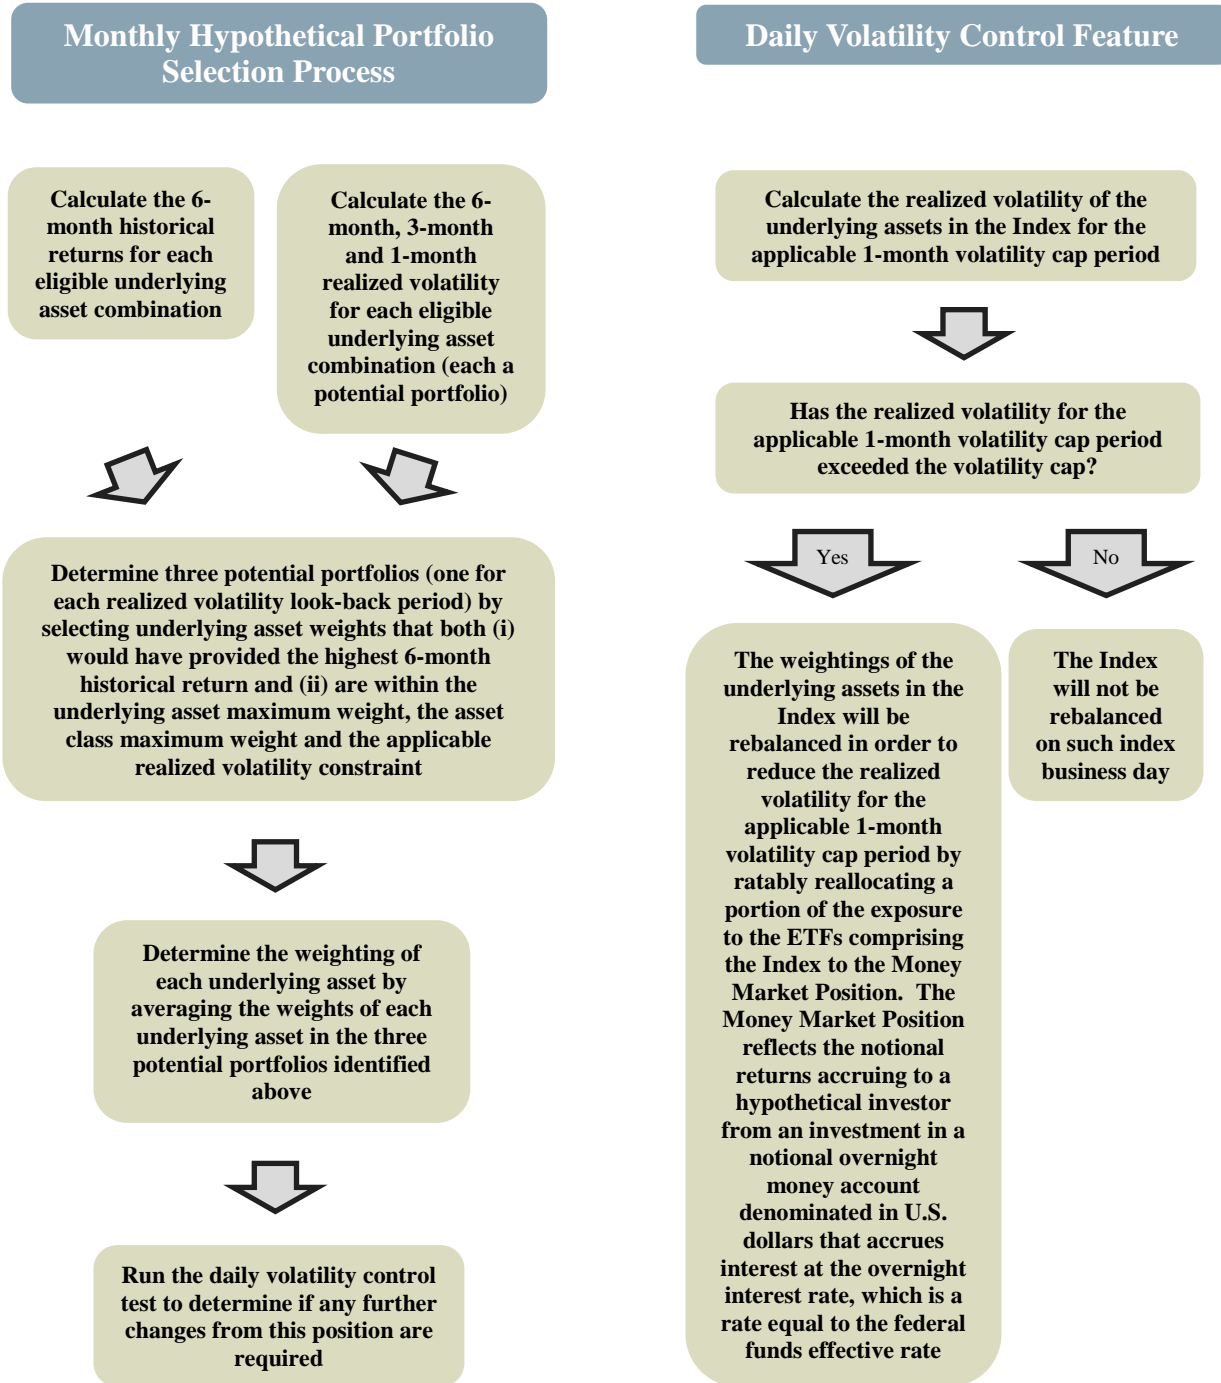 Monthly Hypothetical Portfolio
Selection Process
Calculate the 6-
month historical
returns for each
eligible underlying
asset combination
Calculate the 6-
month, 3-month
and 1-month
realized volatility
for each eligible
underlying asset
combination (each a
potential portfolio)
Determine three potential portfolios (one for
each realized volatility look-back period) by
selecting underlying asset weights that both (i)
would have provided the highest 6-month
historical return and (ii) are within the
underlying asset maximum weight, the asset
class maximum weight and the applicable
realized volatility constraint
Determine the weighting of
each underlying asset by
averaging the weights of each
underlying asset in the three
potential portfolios identified
above
Run the daily volatility control
test to determine if any further
changes from this position are
required
Daily Volatility Control Feature
Calculate the realized volatility of the
underlying assets in the Index for the
applicable 1-month volatility cap period
Has the realized volatility for the
applicable 1-month volatility cap period
exceeded the volatility cap?
Yes
No
The weightings of the
underlying assets in the
Index will be
rebalanced in order to
reduce the realized
volatility for the
applicable 1-month
volatility cap period by
ratably reallocating a
portion of the exposure
to the ETFs comprising
the Index to the Money
Market Position.  The
Money Market Position
reflects the notional
returns accruing to a
hypothetical investor
from an investment in a
notional overnight
money account
denominated in U.S.
dollars that accrues
interest at the overnight
interest rate, which is a
rate equal to the federal
funds effective rate
The Index
will not be
rebalanced
on such index
business day